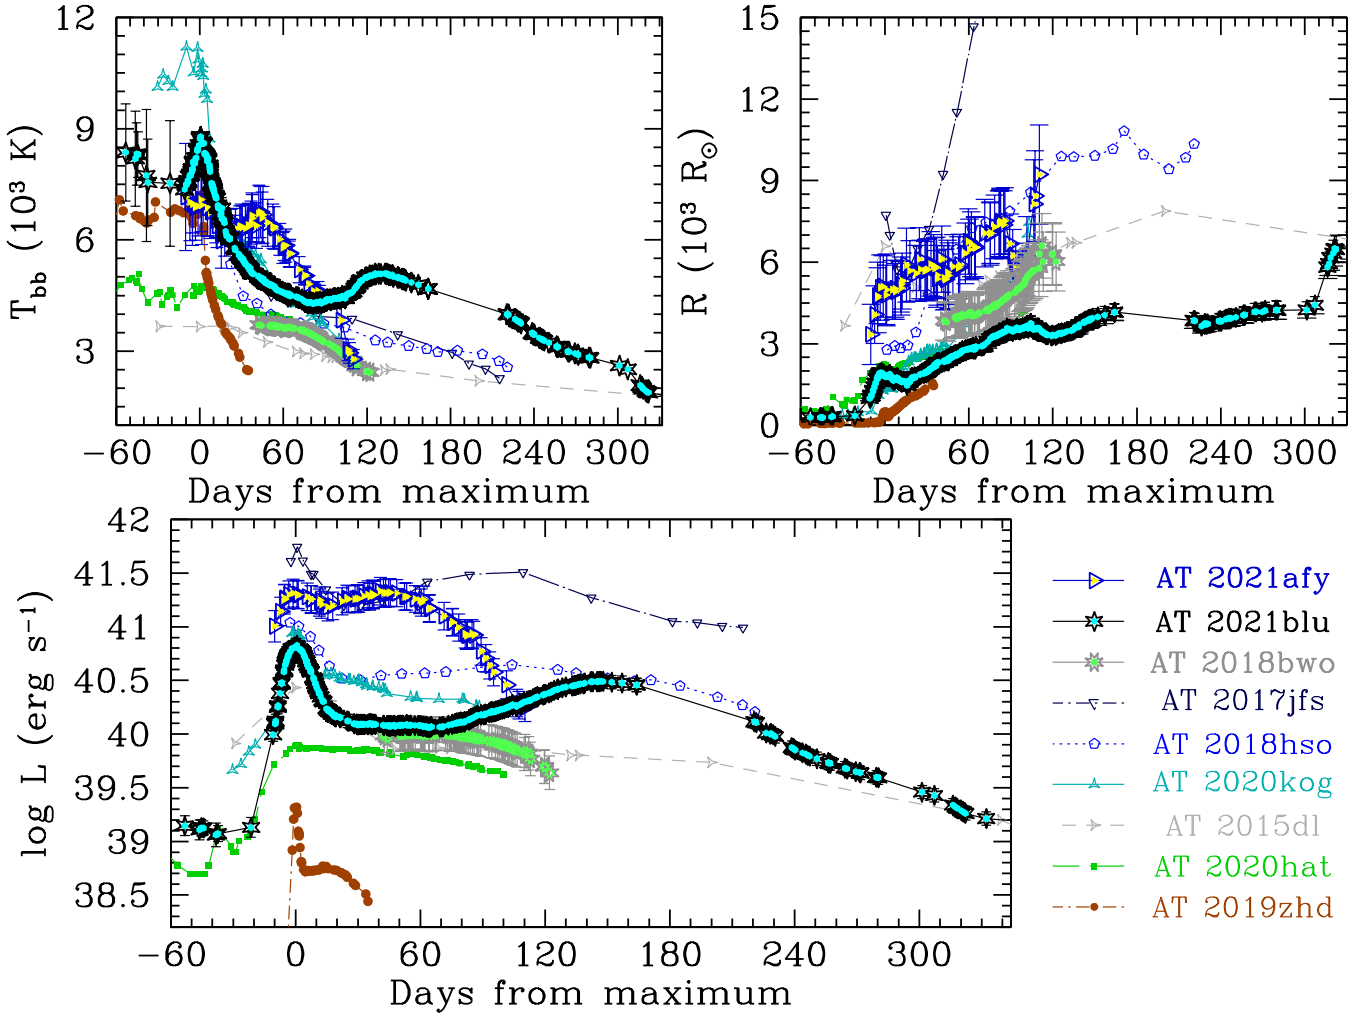 12
9
6
3
T_bb (10³ K)
−60 0 60 120 180 240 300
Days from maximum
15
12
9
6
3
0
R (10³ R⊙)
−60 0 60 120 180 240 300
Days from maximum
42
41.5
41
40.5
40
39.5
39
38.5
log L (erg s⁻¹)
−60 0 60 120 180 240 300
Days from maximum
AT 2021afy
AT 2021blu
AT 2018bwo
AT 2017jfs
AT 2018hso
AT 2020kog
AT 2015dl
AT 2020hat
AT 2019zhd